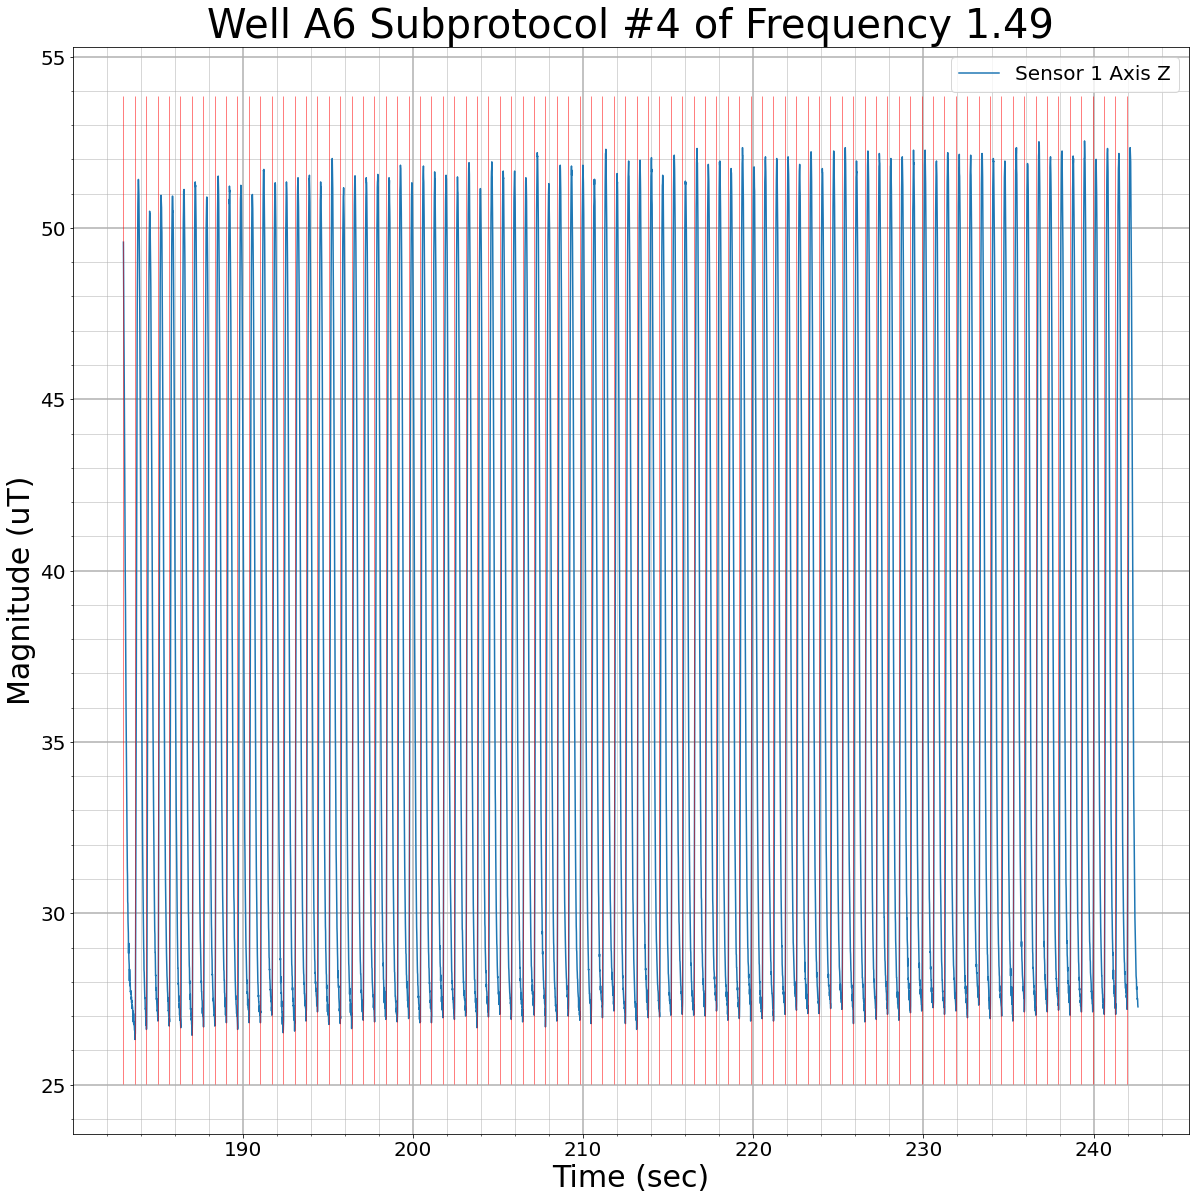 Well A6 Subprotocol #4 of Frequency 1.49
Sensor 1 Axis Z
55
50
45
40
35
30
25
Magnitude (uT)
190 200 210 220 230 240
Time (sec)